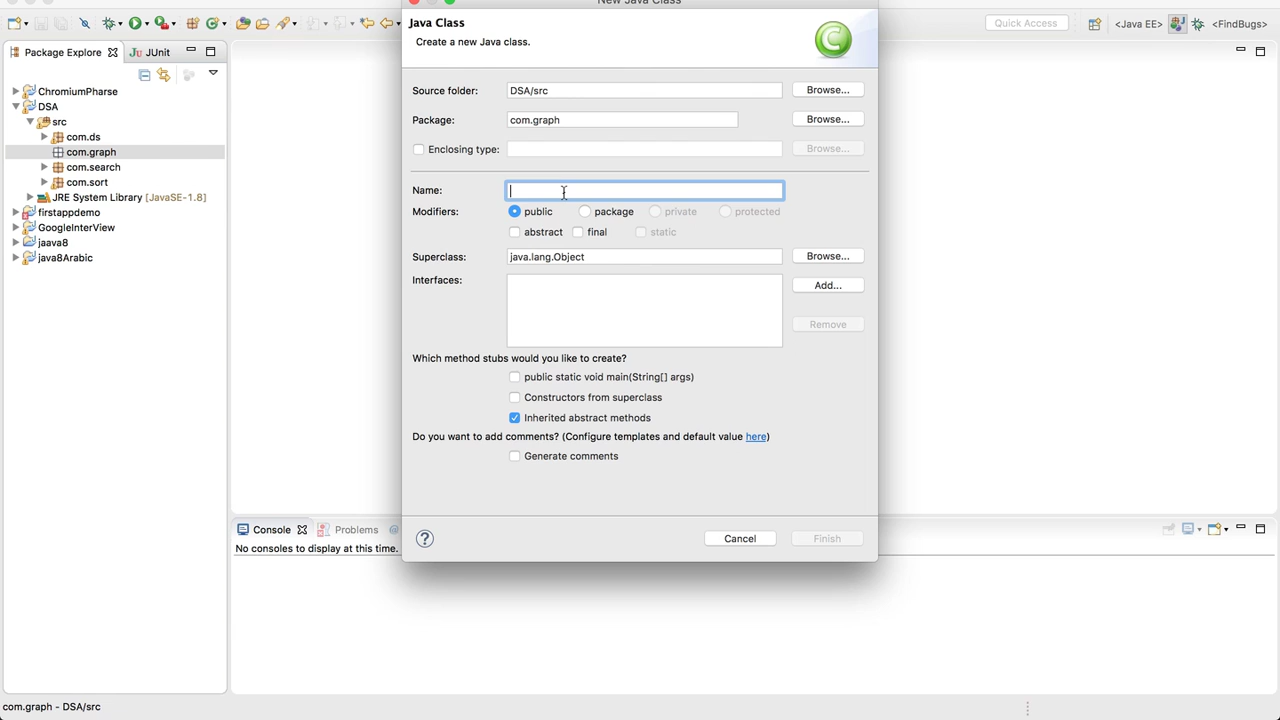 New Java Class
Quick Access
<Java EE>
<FindBugs>
Package Explorer
JUnit
ChromiumPharse
DSA
src
com.ds
com.graph
com.search
com.sort
JRE System Library [JavaSE-1.8]
firstappdemo
GoogleInterView
jaava8
java8Arabic
Java Class
Create a new Java class.
Source folder: DSA/src Browse...
Package: com.graph Browse...
Enclosing type: Browse...
Name:
Modifiers: public package private protected
abstract final static
Superclass: java.lang.Object Browse...
Interfaces: Add...
Remove
Which method stubs would you like to create?
public static void main(String[] args)
Constructors from superclass
Inherited abstract methods
Do you want to add comments? (Configure templates and default value here)
Generate comments
Cancel Finish
Console Problems @
No consoles to display at this time.
com.graph - DSA/src